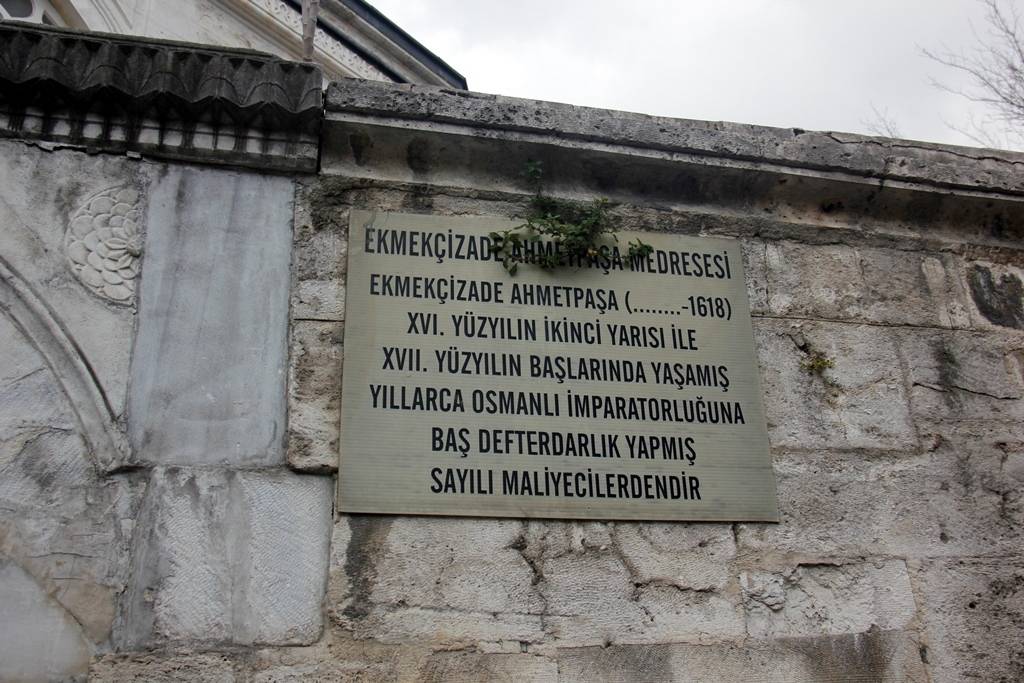 EKMEKÇİZADE AHMETPAŞA MEDRESESİ
EKMEKÇİZADE AHMETPAŞA (........-1618)
XVI. YÜZYILIN İKİNCİ YARISI İLE
XVII. YÜZYILIN BAŞLARINDA YAŞAMIŞ
YILLARCA OSMANLI İMPARATORLUĞUNA
BAŞ DEFTERDARLIK YAPMIŞ
SAYILI MALİYECİLERDENDİR